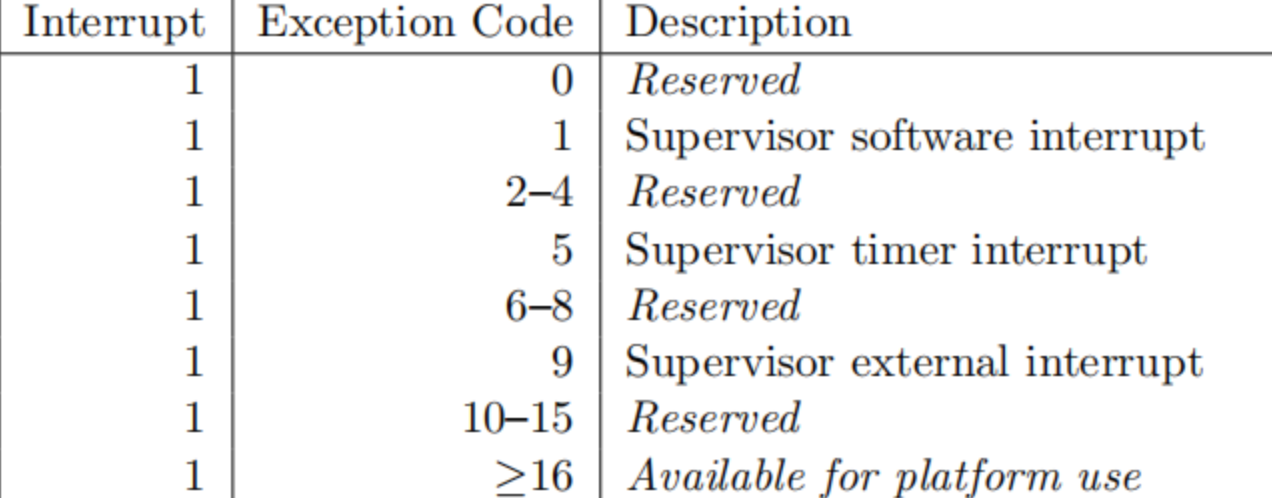 Interrupt Exception Code Description
1 0 Reserved
1 1 Supervisor software interrupt
1 2–4 Reserved
1 5 Supervisor timer interrupt
1 6–8 Reserved
1 9 Supervisor external interrupt
1 10–15 Reserved
1 ≥16 Available for platform use